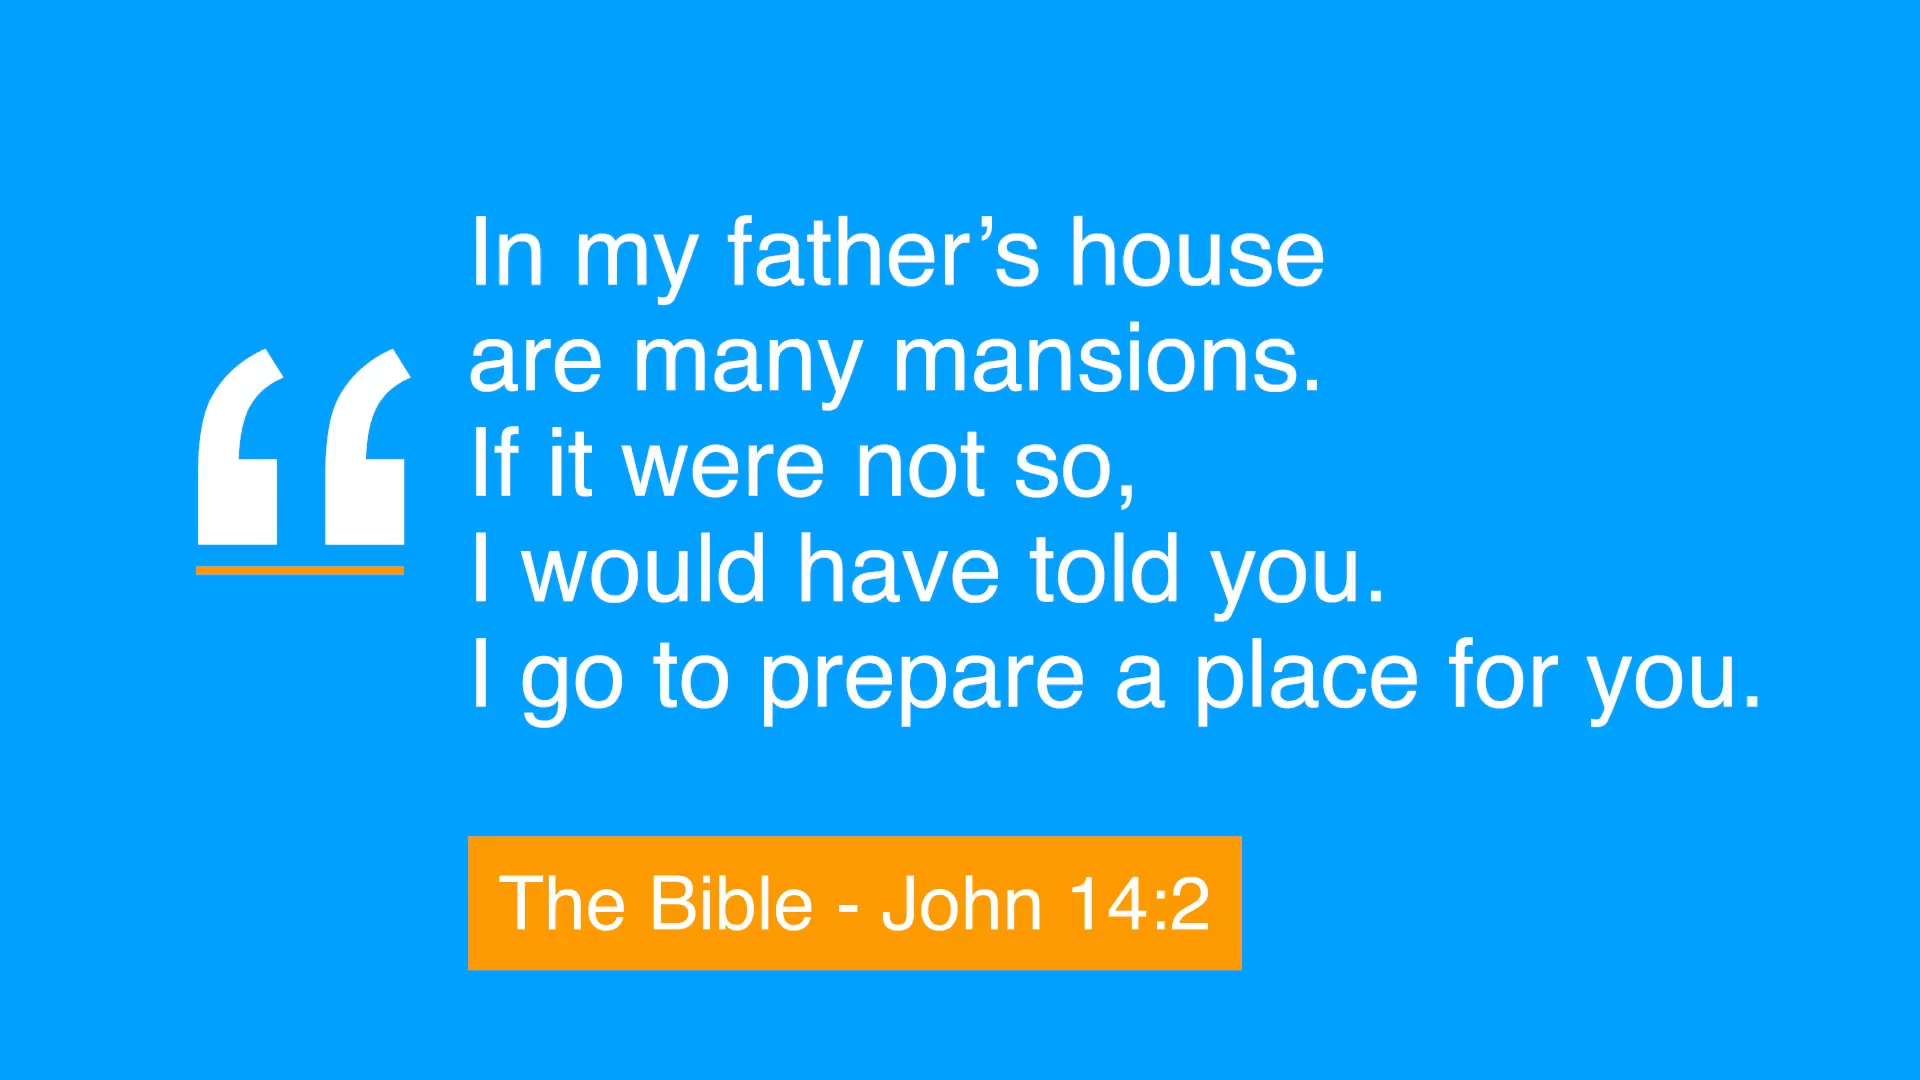 “
In my father’s house
are many mansions.
If it were not so,
I would have told you.
I go to prepare a place for you.
The Bible - John 14:2